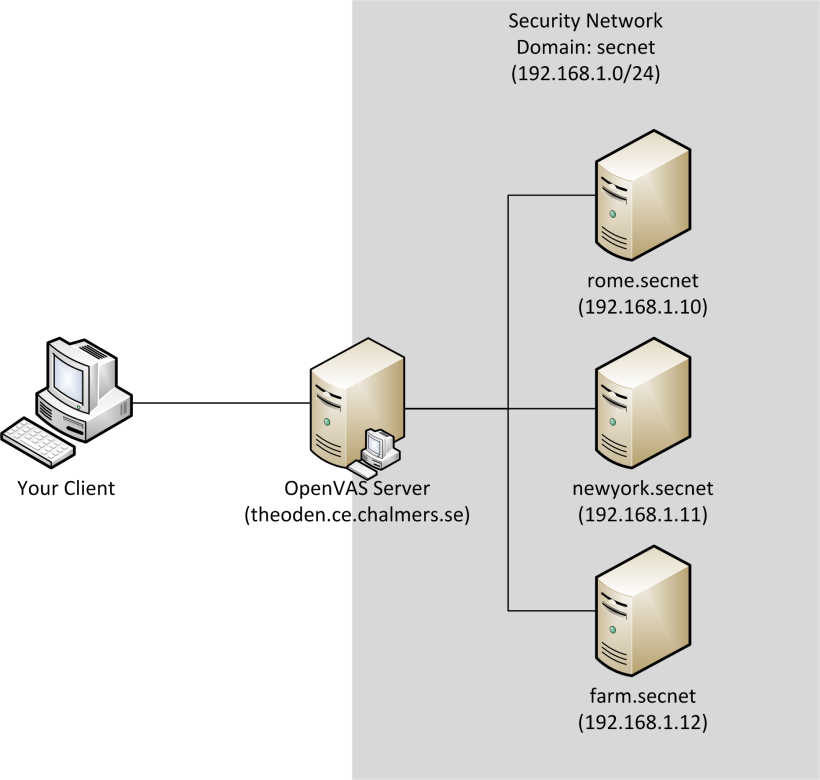 Security Network
Domain: secnet
(192.168.1.0/24)
rome.secnet
(192.168.1.10)
Your Client
OpenVAS Server
(theoden.ce.chalmers.se)
newyork.secnet
(192.168.1.11)
farm.secnet
(192.168.1.12)